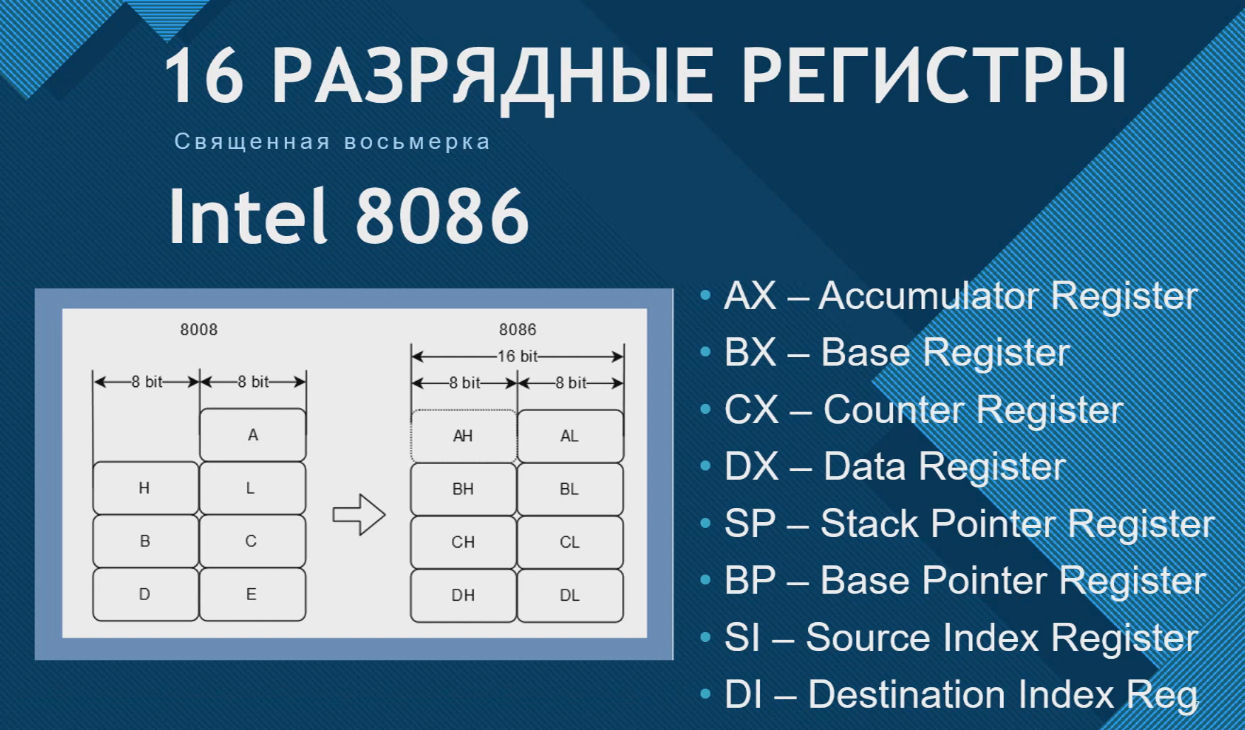 16 РАЗРЯДНЫЕ РЕГИСТРЫ
Священная восьмерка
Intel 8086
8008
8 bit
8 bit
A
H
L
B
C
D
E
8086
16 bit
8 bit
8 bit
AH
AL
BH
BL
CH
CL
DH
DL
• AX – Accumulator Register
• BX – Base Register
• CX – Counter Register
• DX – Data Register
• SP – Stack Pointer Register
• BP – Base Pointer Register
• SI – Source Index Register
• DI – Destination Index Reg